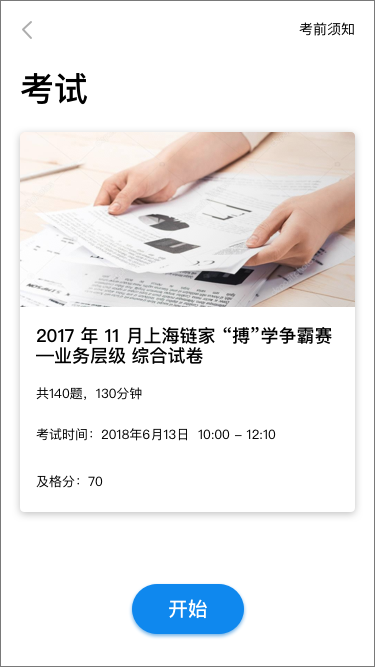 考前须知
考试
2017 年 11 月上海链家 “搏”学争霸赛
—业务层级 综合试卷
共140题，130分钟
考试时间：2018年6月13日 10:00 – 12:10
及格分：70
开始